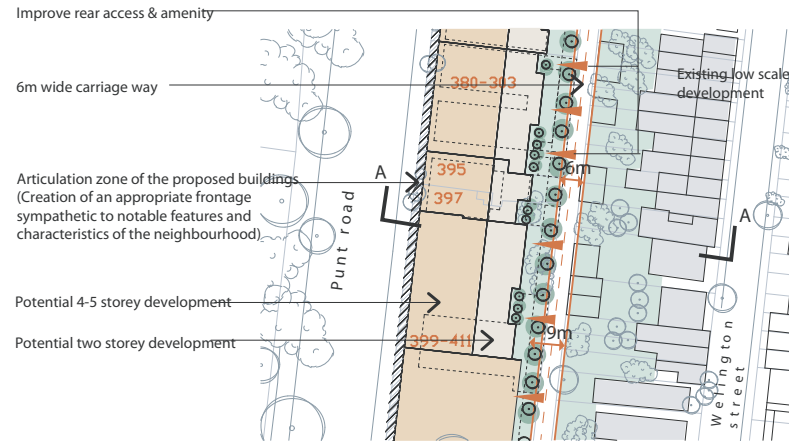 Improve rear access & amenity
6m wide carriage way
Articulation zone of the proposed buildings
(Creation of an appropriate frontage
sympathetic to notable features and
characteristics of the neighbourhood)
Potential 4-5 storey development
Potential two storey development
Punt road
A
380-303
395
397
399-411
6m
9m
Existing low scale
development
A
Wellington
street